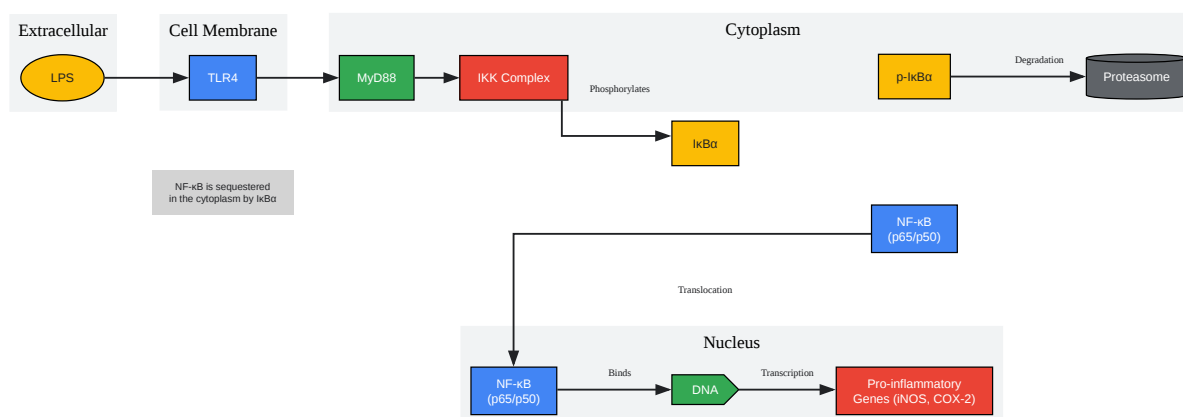 Extracellular
Cell Membrane
Cytoplasm
LPS
TLR4
MyD88
IKK Complex
Phosphorylates
p-IκBα
Degradation
Proteasome
IκBα
NF-κB is sequestered
in the cytoplasm by IκBα
NF-κB
(p65/p50)
Translocation
Nucleus
NF-κB
(p65/p50)
Binds
DNA
Transcription
Pro-inflammatory
Genes (iNOS, COX-2)